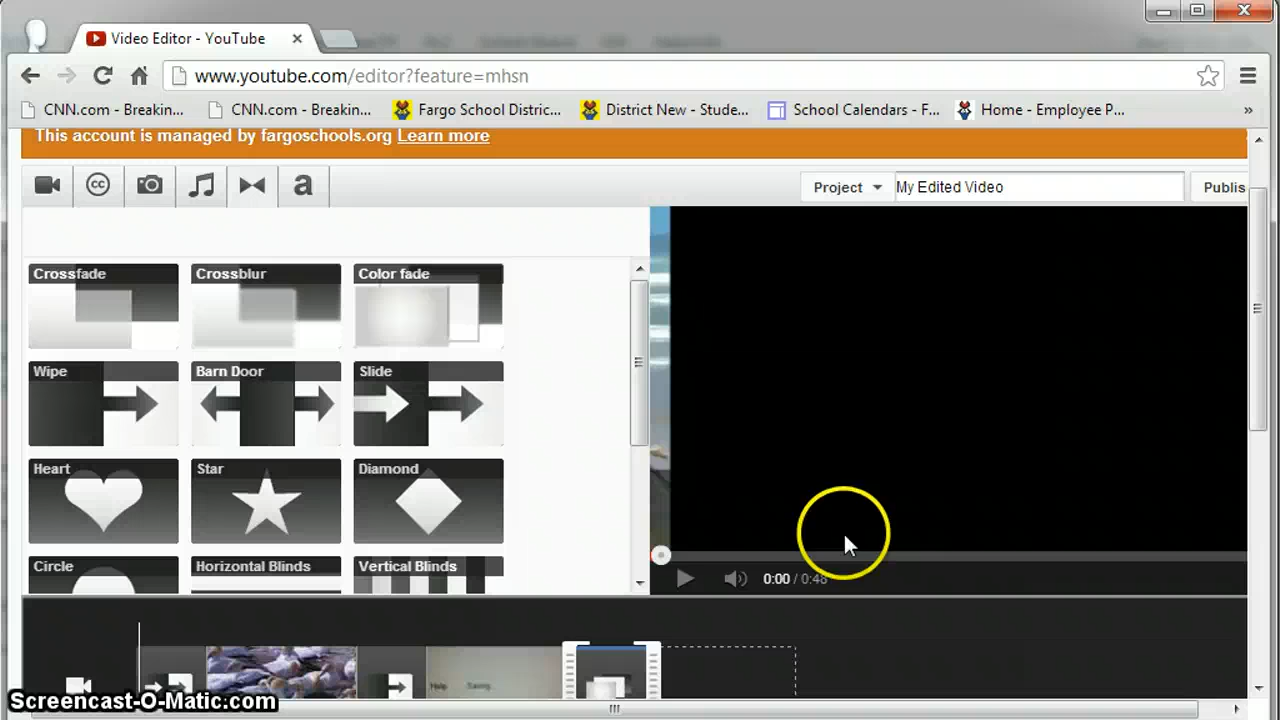 Video Editor - YouTube
www.youtube.com/editor?feature=mhsn
CNN.com - Breakin... CNN.com - Breakin... Fargo School Distric... District New - Stude... School Calendars - F... Home - Employee P... »
This account is managed by fargoschools.org Learn more
cc a Project My Edited Video Publis
Crossfade Crossblur Color fade
Wipe Barn Door Slide
Heart Star Diamond
Circle Horizontal Blinds Vertical Blinds
0:00 / 0:48
Help Saving
Screencast-O-Matic.com